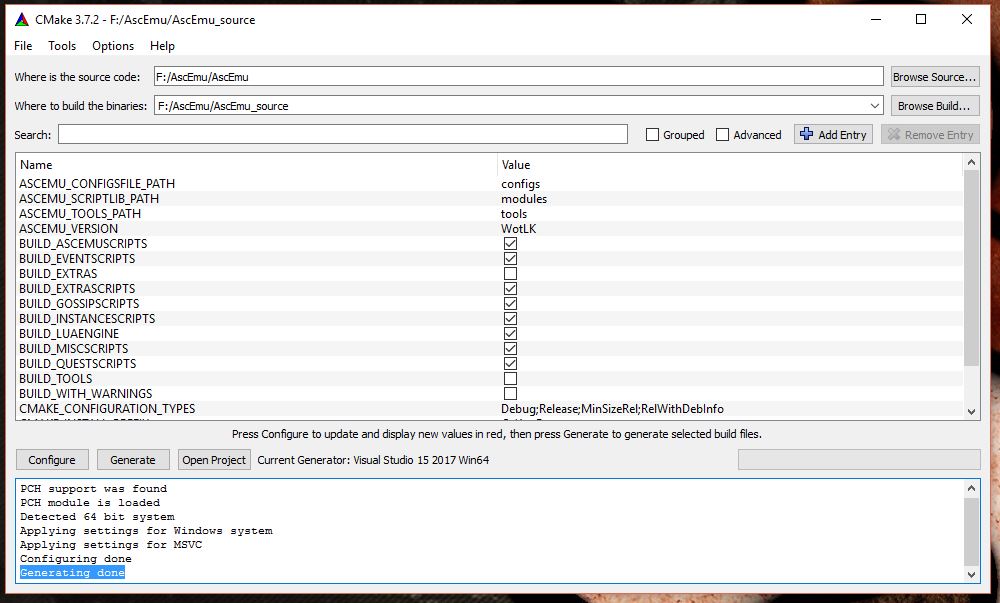 CMake 3.7.2 - F:/AscEmu/AscEmu_source
File Tools Options Help
Where is the source code: F:/AscEmu/AscEmu Browse Source...
Where to build the binaries: F:/AscEmu/AscEmu_source Browse Build...
Search: Grouped Advanced Add Entry Remove Entry
Name Value
ASCEMU_CONFIGSFILE_PATH configs
ASCEMU_SCRIPTLIB_PATH modules
ASCEMU_TOOLS_PATH tools
ASCEMU_VERSION WotLK
BUILD_ASCEMUSCRIPTS
BUILD_EVENTSCRIPTS
BUILD_EXTRAS
BUILD_EXTRASCRIPTS
BUILD_GOSSIPSCRIPTS
BUILD_INSTANCESCRIPTS
BUILD_LUAENGINE
BUILD_MISCSCRIPTS
BUILD_QUESTSCRIPTS
BUILD_TOOLS
BUILD_WITH_WARNINGS
CMAKE_CONFIGURATION_TYPES Debug;Release;MinSizeRel;RelWithDebInfo
Press Configure to update and display new values in red, then press Generate to generate selected build files.
Configure Generate Open Project Current Generator: Visual Studio 15 2017 Win64
PCH support was found
PCH module is loaded
Detected 64 bit system
Applying settings for Windows system
Applying settings for MSVC
Configuring done
Generating done